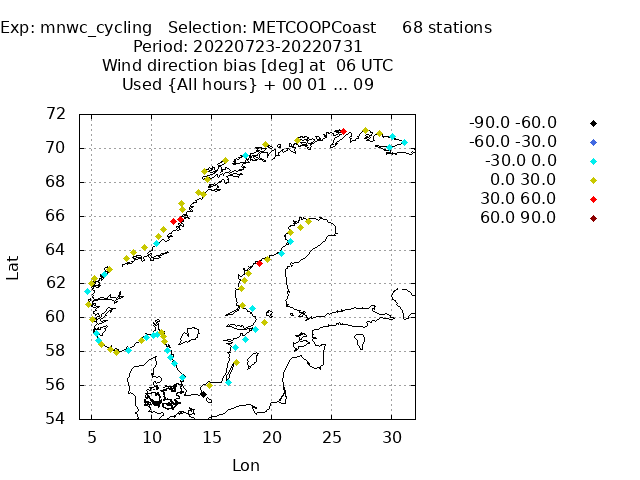 Exp: mnwc_cycling   Selection: METCOOPCoast     68 stations
Period: 20220723-20220731
Wind direction bias [deg] at  06 UTC
Used {All hours} + 00 01 ... 09
72
70
68
66
64
62
60
58
56
54
5 10 15 20 25 30
Lat
Lon
-90.0 -60.0
-60.0 -30.0
-30.0 0.0
0.0 30.0
30.0 60.0
60.0 90.0